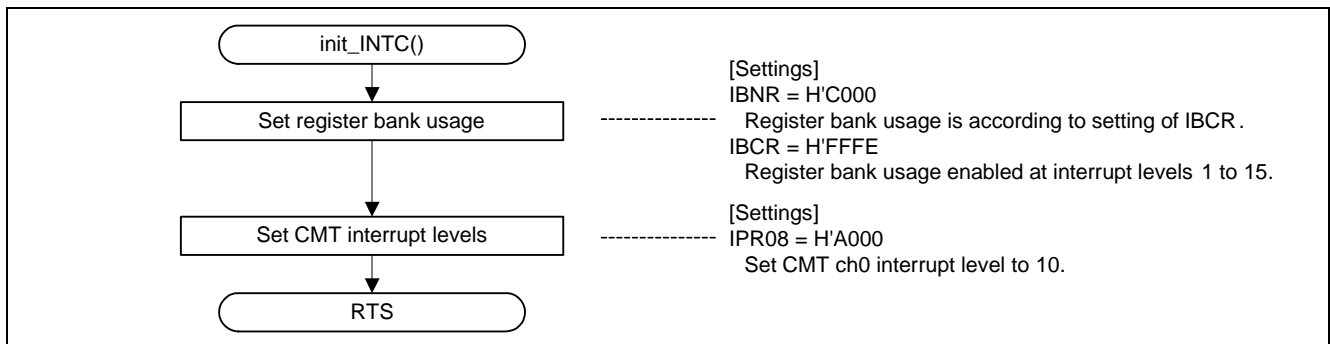 init_INTC()
Set register bank usage
[Settings]
IBNR = H'C000
Register bank usage is according to setting of IBCR.
IBCR = H'FFFE
Register bank usage enabled at interrupt levels 1 to 15.
Set CMT interrupt levels
[Settings]
IPR08 = H'A000
Set CMT ch0 interrupt level to 10.
RTS